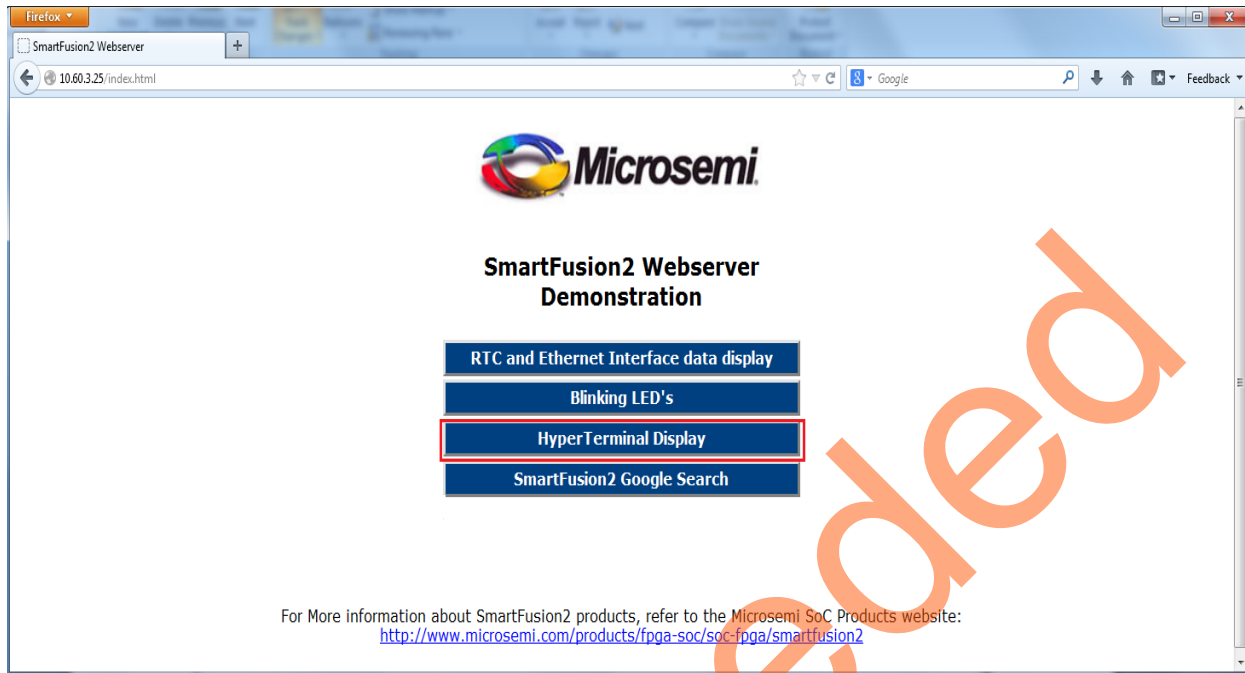 Firefox
SmartFusion2 Webserver
+
10.60.3.25/index.html
Google
Feedback
Microsemi.
SmartFusion2 Webserver
Demonstration
RTC and Ethernet Interface data display
Blinking LED's
HyperTerminal Display
SmartFusion2 Google Search
For More information about SmartFusion2 products, refer to the Microsemi SoC Products website:
http://www.microsemi.com/products/fpga-soc/soc-fpga/smartfusion2
ded